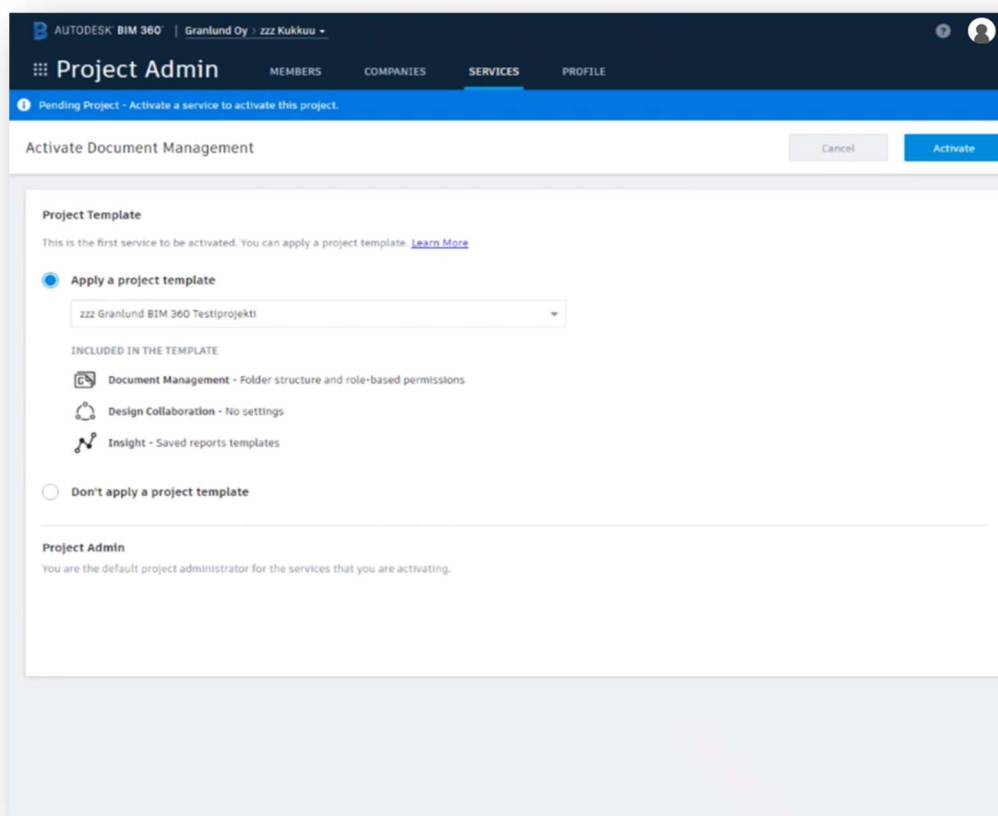 AUTODESK BIM 360 | Granlund Oy > zzz Kukkuu
Project Admin MEMBERS COMPANIES SERVICES PROFILE
Pending Project - Activate a service to activate this project.
Activate Document Management Cancel Activate
Project Template
This is the first service to be activated. You can apply a project template. Learn More
Apply a project template
zzz Granlund BIM 360 Testiprojekti
INCLUDED IN THE TEMPLATE
Document Management - Folder structure and role-based permissions
Design Collaboration - No settings
Insight - Saved reports templates
Don't apply a project template
Project Admin
You are the default project administrator for the services that you are activating.